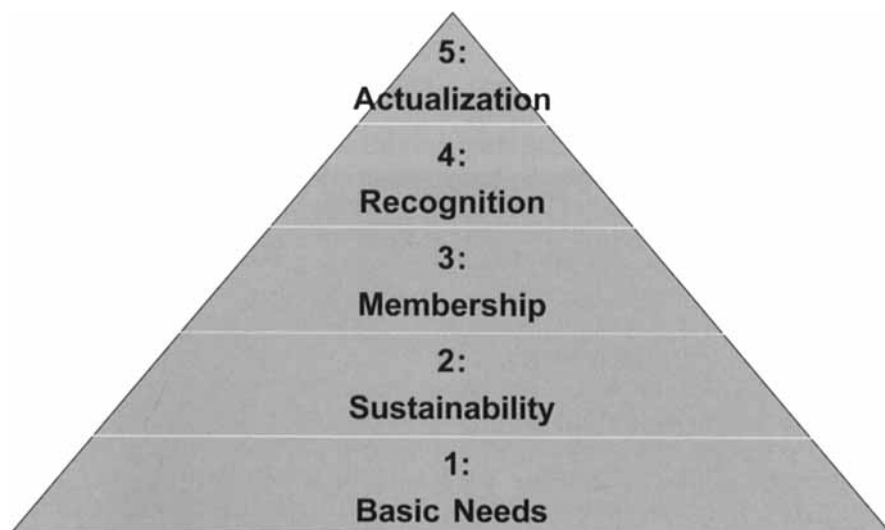 5:
Actualization
4:
Recognition
3:
Membership
2:
Sustainability
1:
Basic Needs